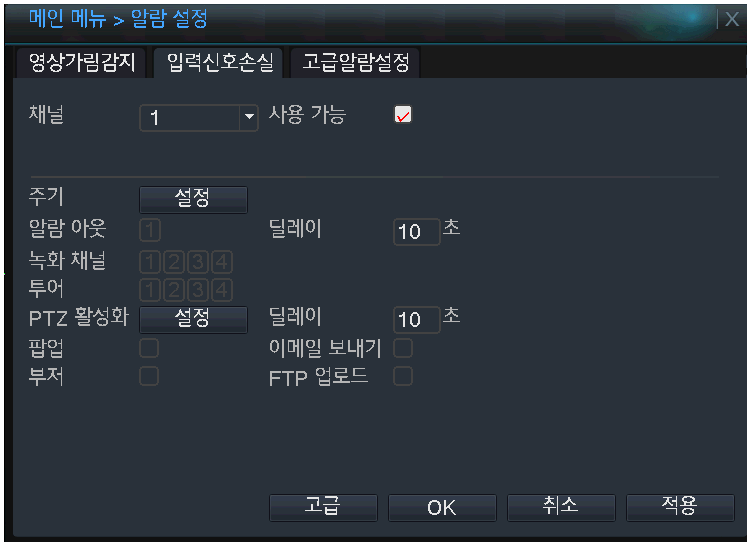 메인 메뉴 > 알람 설정 X
영상가림감지 입력신호손실 고급알람설정
채널 1 사용 가능
주기 설정
알람 아웃 1 딜레이 10 초
녹화 채널 1 2 3 4
투어 1 2 3 4
PTZ 활성화 설정 딜레이 10 초
팝업 이메일 보내기
부저 FTP 업로드
고급 OK 취소 적용